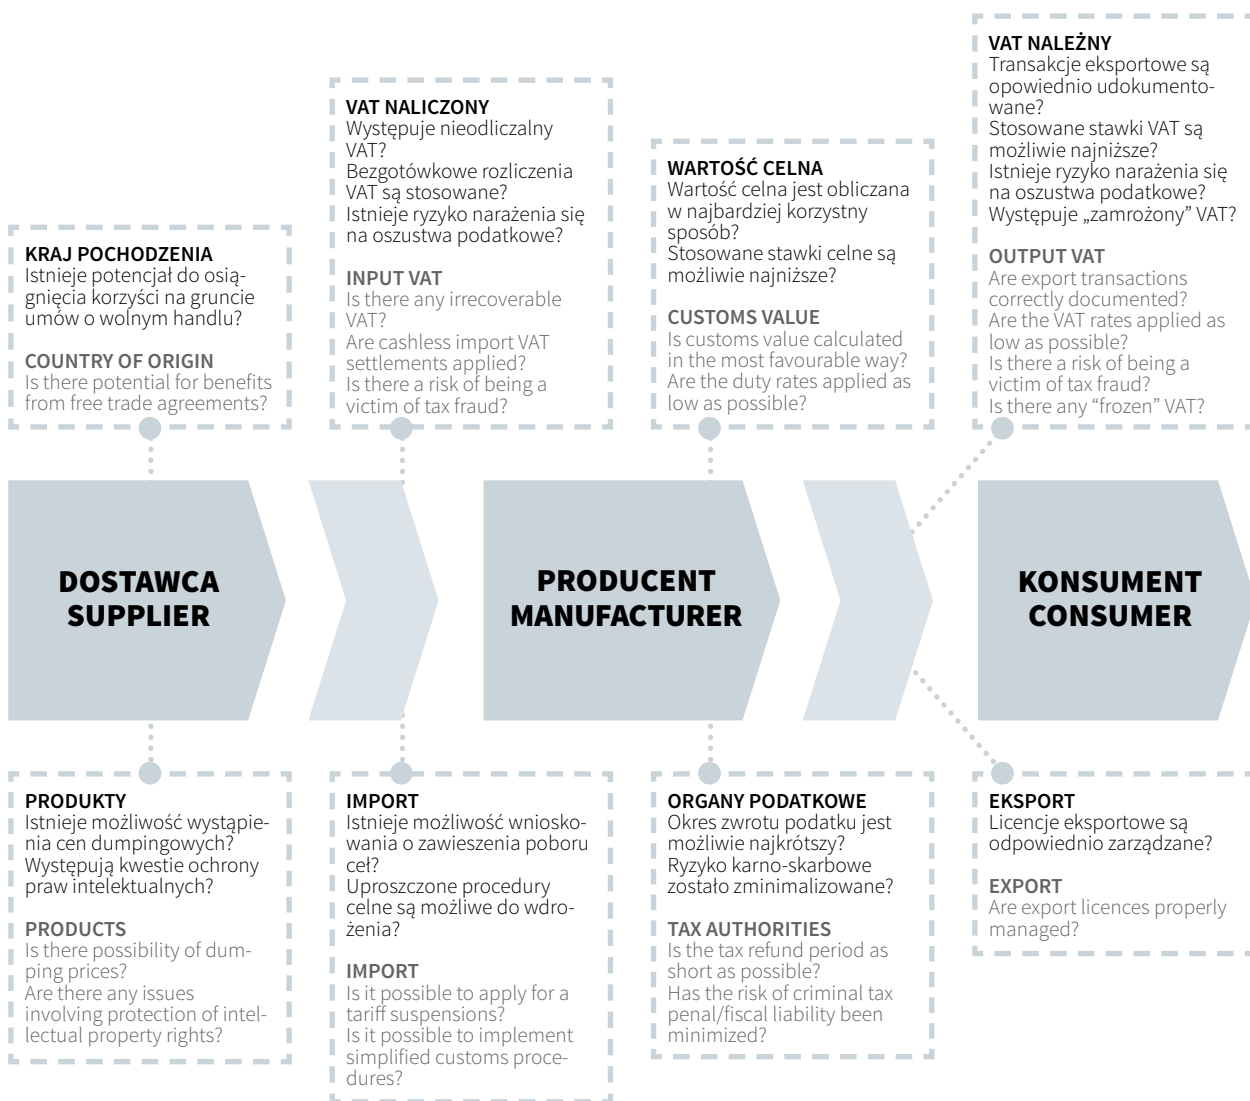 KRAJ POCHODZENIA
Istnieje potencjał do osią-
gnięcia korzyści na gruncie
umów o wolnym handlu?
COUNTRY OF ORIGIN
Is there potential for benefits
from free trade agreements?
VAT NALICZONY
Występuje nieodliczalny
VAT?
Bezgotówkowe rozliczenia
VAT są stosowane?
Istnieje ryzyko narażenia się
na oszustwa podatkowe?
INPUT VAT
Is there any irrecoverable
VAT?
Are cashless import VAT
settlements applied?
Is there a risk of being a
victim of tax fraud?
WARTOŚĆ CELNA
Wartość celna jest obliczana
w najbardziej korzystny
sposób?
Stosowane stawki celne są
możliwie najniższe?
CUSTOMS VALUE
Is customs value calculated
in the most favourable way?
Are the duty rates applied as
low as possible?
VAT NALEŻNY
Transakcje eksportowe są
opowiednio udokumento-
wane?
Stosowane stawki VAT są
możliwie najniższe?
Istnieje ryzyko narażenia się
na oszustwa podatkowe?
Występuje „zamrożony” VAT?
OUTPUT VAT
Are export transactions
correctly documented?
Are the VAT rates applied as
low as possible?
Is there a risk of being a
victim of tax fraud?
Is there any “frozen” VAT?
DOSTAWCA
SUPPLIER
PRODUCENT
MANUFACTURER
KONSUMENT
CONSUMER
PRODUKTY
Istnieje możliwość wystąpie-
nia cen dumpingowych?
Występują kwestie ochrony
praw intelektualnych?
PRODUCTS
Is there possibility of dum-
ping prices?
Are there any issues
involving protection of intel-
lectual property rights?
IMPORT
Istnieje możliwość wniosko-
wania o zawieszenia poboru
ceł?
Uproszczone procedury
celne są możliwe do wdro-
żenia?
IMPORT
Is it possible to apply for a
tariff suspensions?
Is it possible to implement
simplified customs proce-
dures?
ORGANY PODATKOWE
Okres zwrotu podatku jest
możliwie najkrótszy?
Ryzyko karno-skarbowe
zostało zminimalizowane?
TAX AUTHORITIES
Is the tax refund period as
short as possible?
Has the risk of criminal tax
penal/fiscal liability been
minimized?
EKSPORT
Licencje eksportowe są
odpowiednio zarządzane?
EXPORT
Are export licences properly
managed?